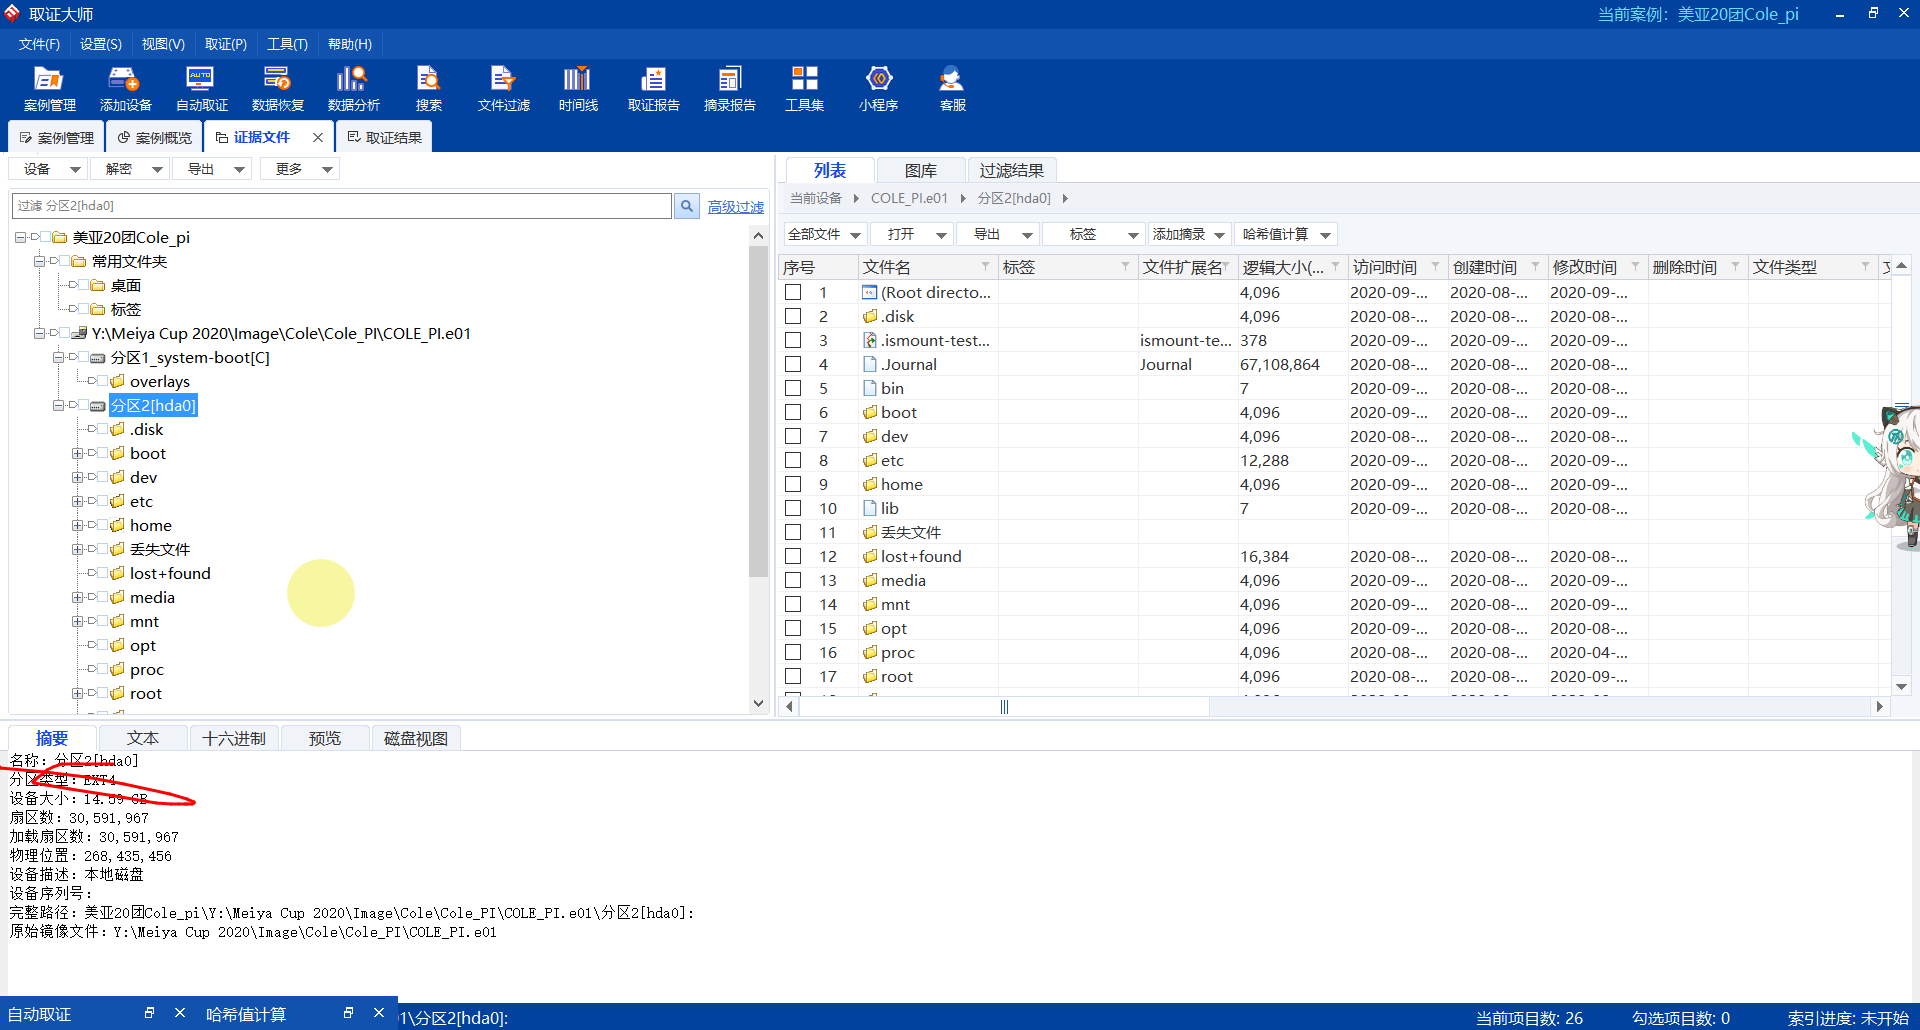 取证大师
当前案例：美亚20团Cole_pi
文件(F) 设置(S) 视图(V) 取证(P) 工具(T) 帮助(H)
案例管理 添加设备 自动取证 数据恢复 数据分析 搜索 文件过滤 时间线 取证报告 摘录报告 工具集 小程序 客服
案例管理 案例概览 证据文件 取证结果
设备 解密 导出 更多
过滤 分区2[hda0]
高级过滤
美亚20团Cole_pi
常用文件夹
桌面
标签
Y:\Meiya Cup 2020\Image\Cole\Cole_PI\COLE_PI.e01
分区1_system-boot[C]
overlays
分区2[hda0]
.disk
boot
dev
etc
home
丢失文件
lost+found
media
mnt
opt
proc
root
列表 图库 过滤结果
当前设备 COLE_PI.e01 分区2[hda0]
全部文件 打开 导出 标签 添加摘录 哈希值计算
序号 文件名 标签 文件扩展名 逻辑大小(... 访问时间 创建时间 修改时间 删除时间 文件类型
1 (Root directo... 4,096 2020-09-... 2020-08-... 2020-09-...
2 .disk 4,096 2020-08-... 2020-08-... 2020-08-...
3 .ismount-test... ismount-te... 378 2020-09-... 2020-09-... 2020-09-...
4 .Journal Journal 67,108,864 2020-08-... 2020-08-... 2020-08-...
5 bin 7 2020-09-... 2020-08-... 2020-08-...
6 boot 4,096 2020-08-... 2020-08-... 2020-09-...
7 dev 4,096 2020-08-... 2020-08-... 2020-08-...
8 etc 12,288 2020-09-... 2020-08-... 2020-09-...
9 home 4,096 2020-09-... 2020-08-... 2020-09-...
10 lib 7 2020-09-... 2020-08-... 2020-08-...
11 丢失文件
12 lost+found 16,384 2020-08-... 2020-08-... 2020-08-...
13 media 4,096 2020-09-... 2020-08-... 2020-09-...
14 mnt 4,096 2020-09-... 2020-08-... 2020-08-...
15 opt 4,096 2020-09-... 2020-08-... 2020-08-...
16 proc 4,096 2020-08-... 2020-08-... 2020-04-...
17 root 4,096 2020-08-... 2020-08-... 2020-09-...
摘要 文本 十六进制 预览 磁盘视图
名称：分区2[hda0]
分区类型：EXT4
设备大小：14.59 GB
扇区数：30,591,967
加载扇区数：30,591,967
物理位置：268,435,456
设备描述：本地磁盘
设备序列号：
完整路径：美亚20团Cole_pi\Y:\Meiya Cup 2020\Image\Cole\Cole_PI\COLE_PI.e01\分区2[hda0]:
原始镜像文件：Y:\Meiya Cup 2020\Image\Cole\Cole_PI\COLE_PI.e01
自动取证 哈希值计算 1\分区2[hda0]:
当前项目数: 26 勾选项目数: 0 索引进度: 未开始